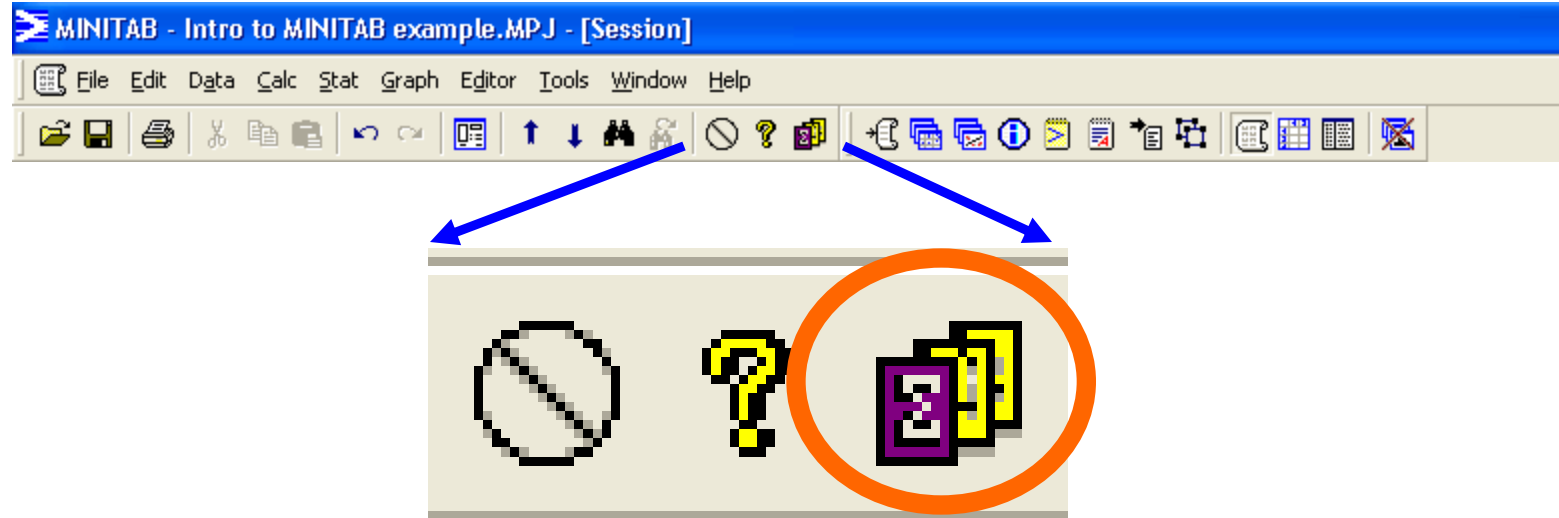 MINITAB - Intro to MINITAB example.MPJ - [Session]
File Edit Data Calc Stat Graph Editor Tools Window Help